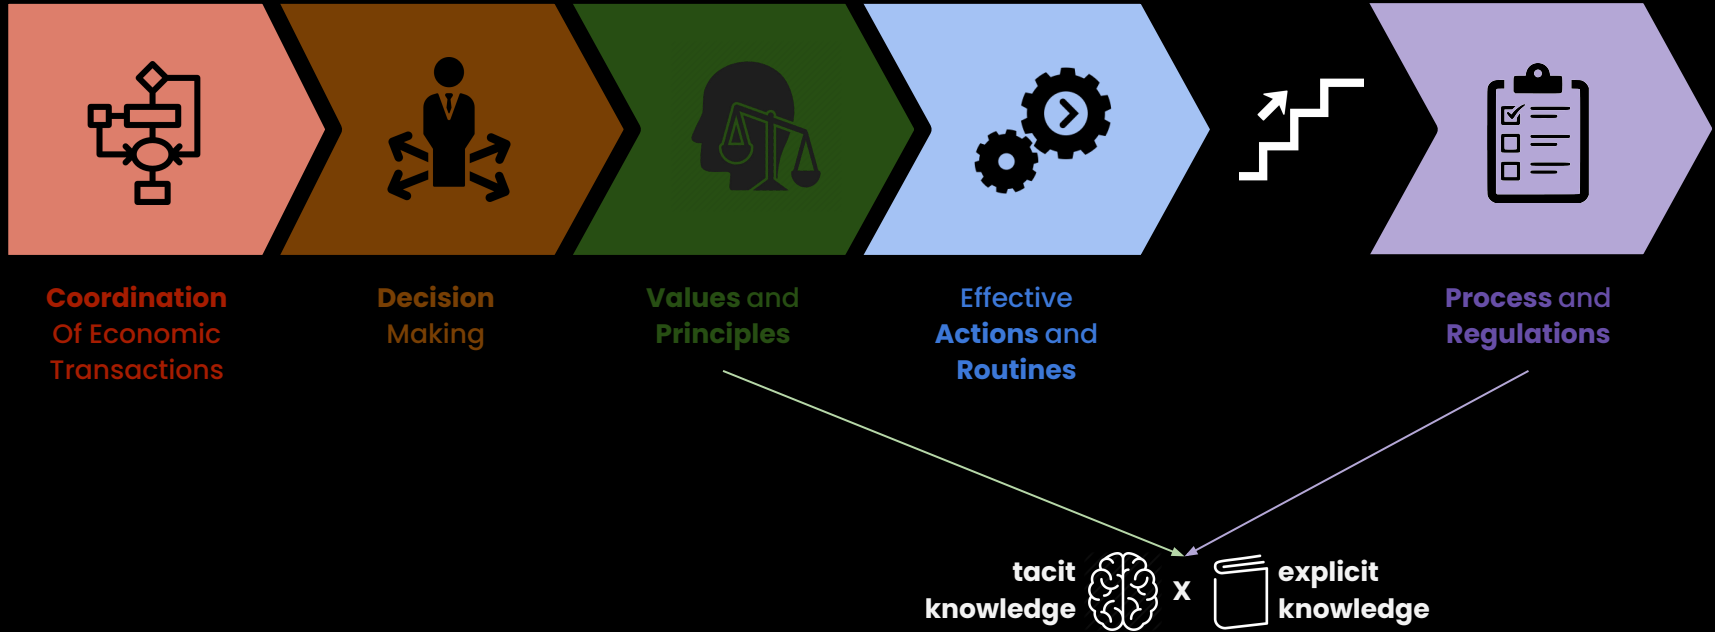 Coordination
Of Economic
Transactions
Decision
Making
Values and
Principles
Effective
Actions and
Routines
Process and
Regulations
tacit
knowledge
X
explicit
knowledge